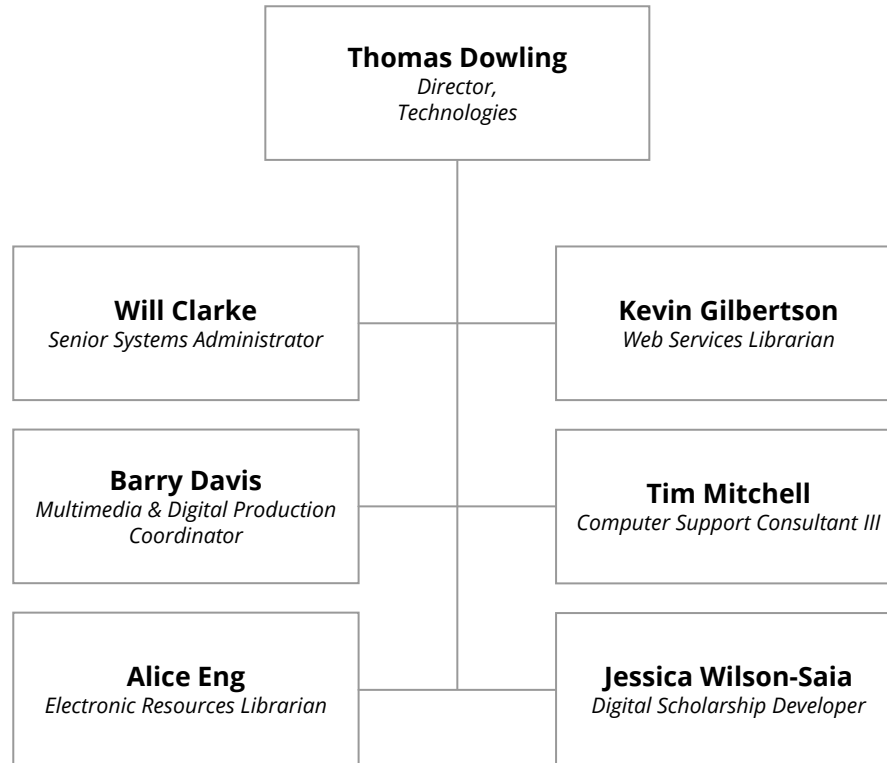 Thomas Dowling
Director,
Technologies
Will Clarke
Senior Systems Administrator
Kevin Gilbertson
Web Services Librarian
Barry Davis
Multimedia & Digital Production
Coordinator
Tim Mitchell
Computer Support Consultant III
Alice Eng
Electronic Resources Librarian
Jessica Wilson-Saia
Digital Scholarship Developer